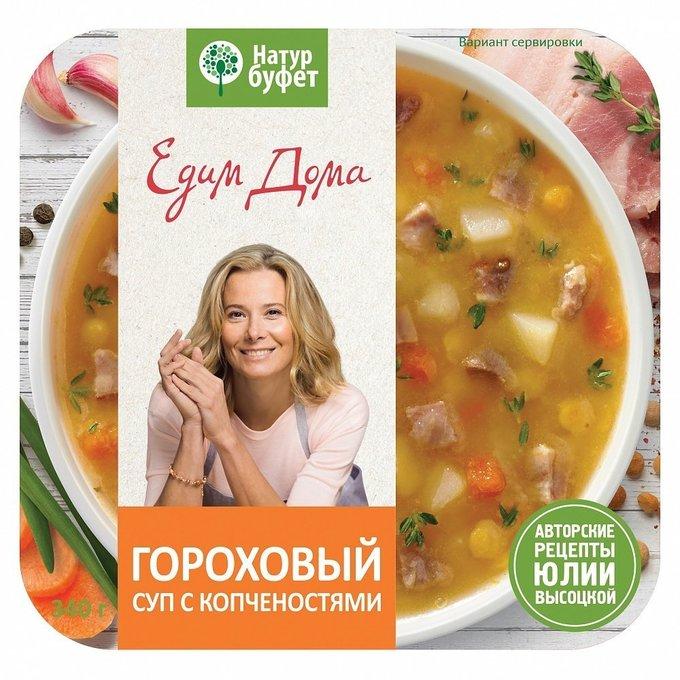 Натур
буфет
Вариант сервировки
Едим Дома
ГОРОХОВЫЙ
СУП С КОПЧЕНОСТЯМИ
340 г
АВТОРСКИЕ
РЕЦЕПТЫ
ЮЛИИ
ВЫСОЦКОЙ